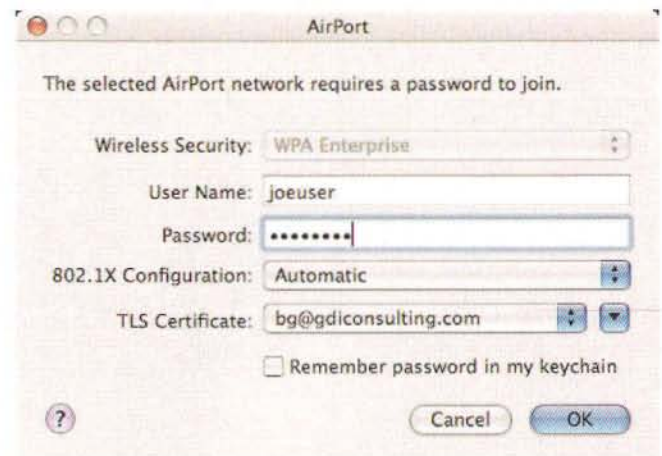 AirPort
The selected AirPort network requires a password to join.
Wireless Security: WPA Enterprise
User Name: joeuser
Password: ••••••••
802.1X Configuration: Automatic
TLS Certificate: bg@gdiconsulting.com
Remember password in my keychain
? Cancel OK